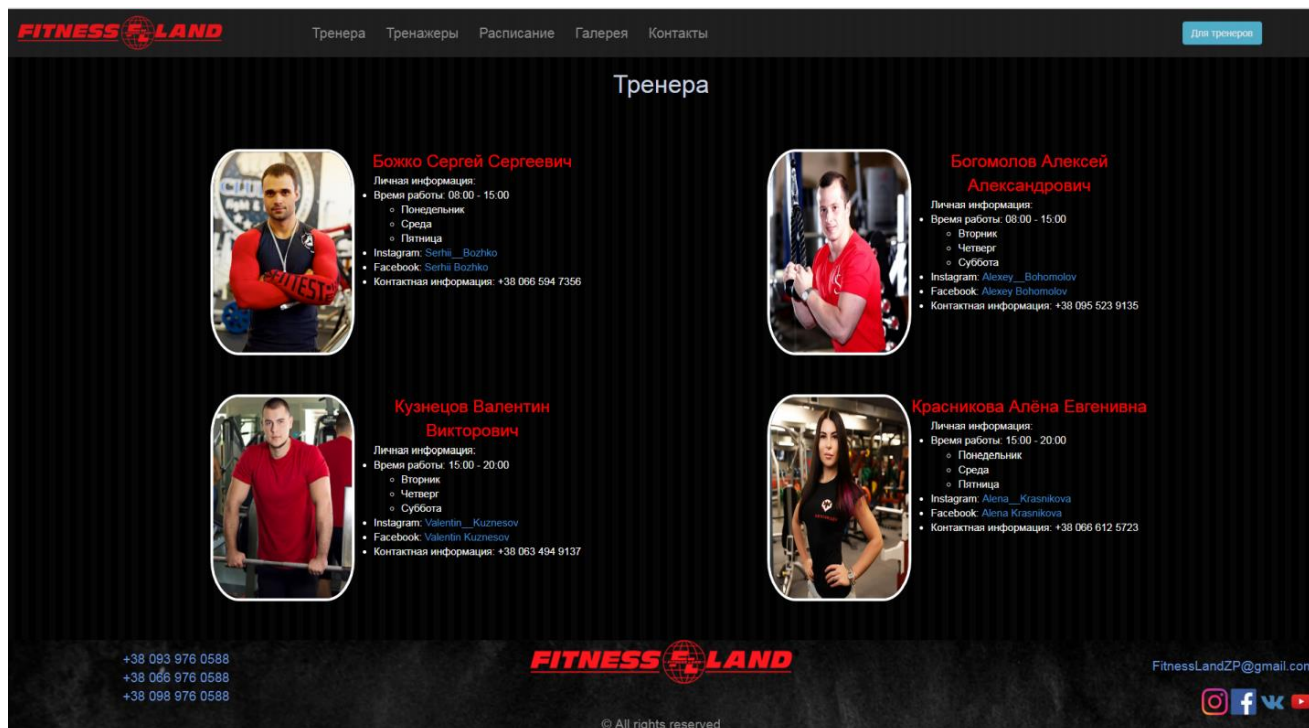 FITNESS FL LAND
Тренера Тренажеры Расписание Галерея Контакты
Для тренеров
Тренера
Божко Сергей Сергеевич
Личная информация:
Время работы: 08:00 - 15:00
Понедельник
Среда
Пятница
Instagram: Serhii__Bozhko
Facebook: Serhii Bozhko
Контактная информация: +38 066 594 7356
Богомолов Алексей
Александрович
Личная информация:
Время работы: 08:00 - 15:00
Вторник
Четверг
Суббота
Instagram: Alexey__Bohomolov
Facebook: Alexey Bohomolov
Контактная информация: +38 095 523 9135
Кузнецов Валентин
Викторович
Личная информация:
Время работы: 15:00 - 20:00
Вторник
Четверг
Суббота
Instagram: Valentin__Kuznesov
Facebook: Valentin Kuznesov
Контактная информация: +38 063 494 9137
Красникова Алёна Евгенивна
Личная информация:
Время работы: 15:00 - 20:00
Понедельник
Среда
Пятница
Instagram: Alena__Krasnikova
Facebook: Alena Krasnikova
Контактная информация: +38 066 612 5723
+38 093 976 0588
+38 066 976 0588
+38 098 976 0588
FITNESS FL LAND
© All rights reserved
FitnessLandZP@gmail.com